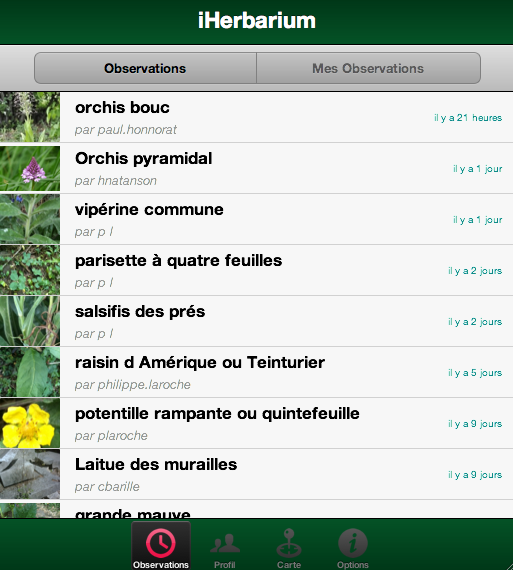 iHerbarium
Observations
Mes Observations
orchis bouc
par paul.honnorat
il y a 21 heures
Orchis pyramidal
par hnatanson
il y a 1 jour
vipérine commune
par p l
il y a 1 jour
parisette à quatre feuilles
par p l
il y a 2 jours
salsifis des prés
par p l
il y a 2 jours
raisin d Amérique ou Teinturier
par philippe.laroche
il y a 5 jours
potentille rampante ou quintefeuille
par plaroche
il y a 9 jours
Laitue des murailles
par cbarille
il y a 9 jours
grande mauve
Observations
Profil
Carte
Options